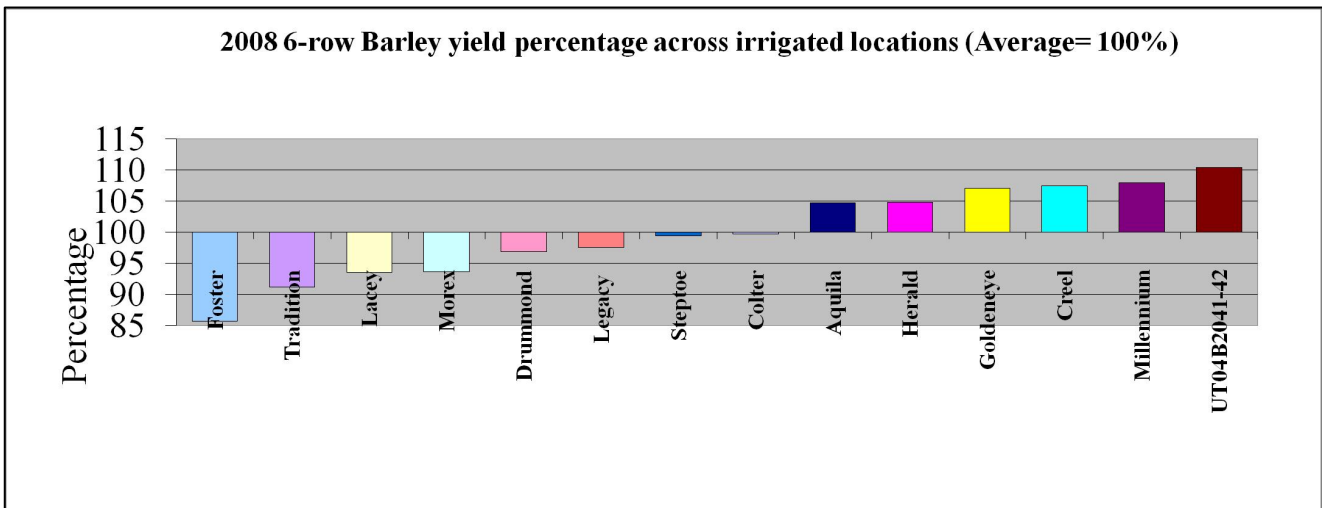 2008 6-row Barley yield percentage across irrigated locations (Average= 100%)
115
110
105
100
95
90
85
Percentage
Foster
Tradition
Lacey
Morex
Drummond
Legacy
Steptoe
Colter
Aquila
Herald
Goldeneye
Creel
Millennium
UT04B2041-42